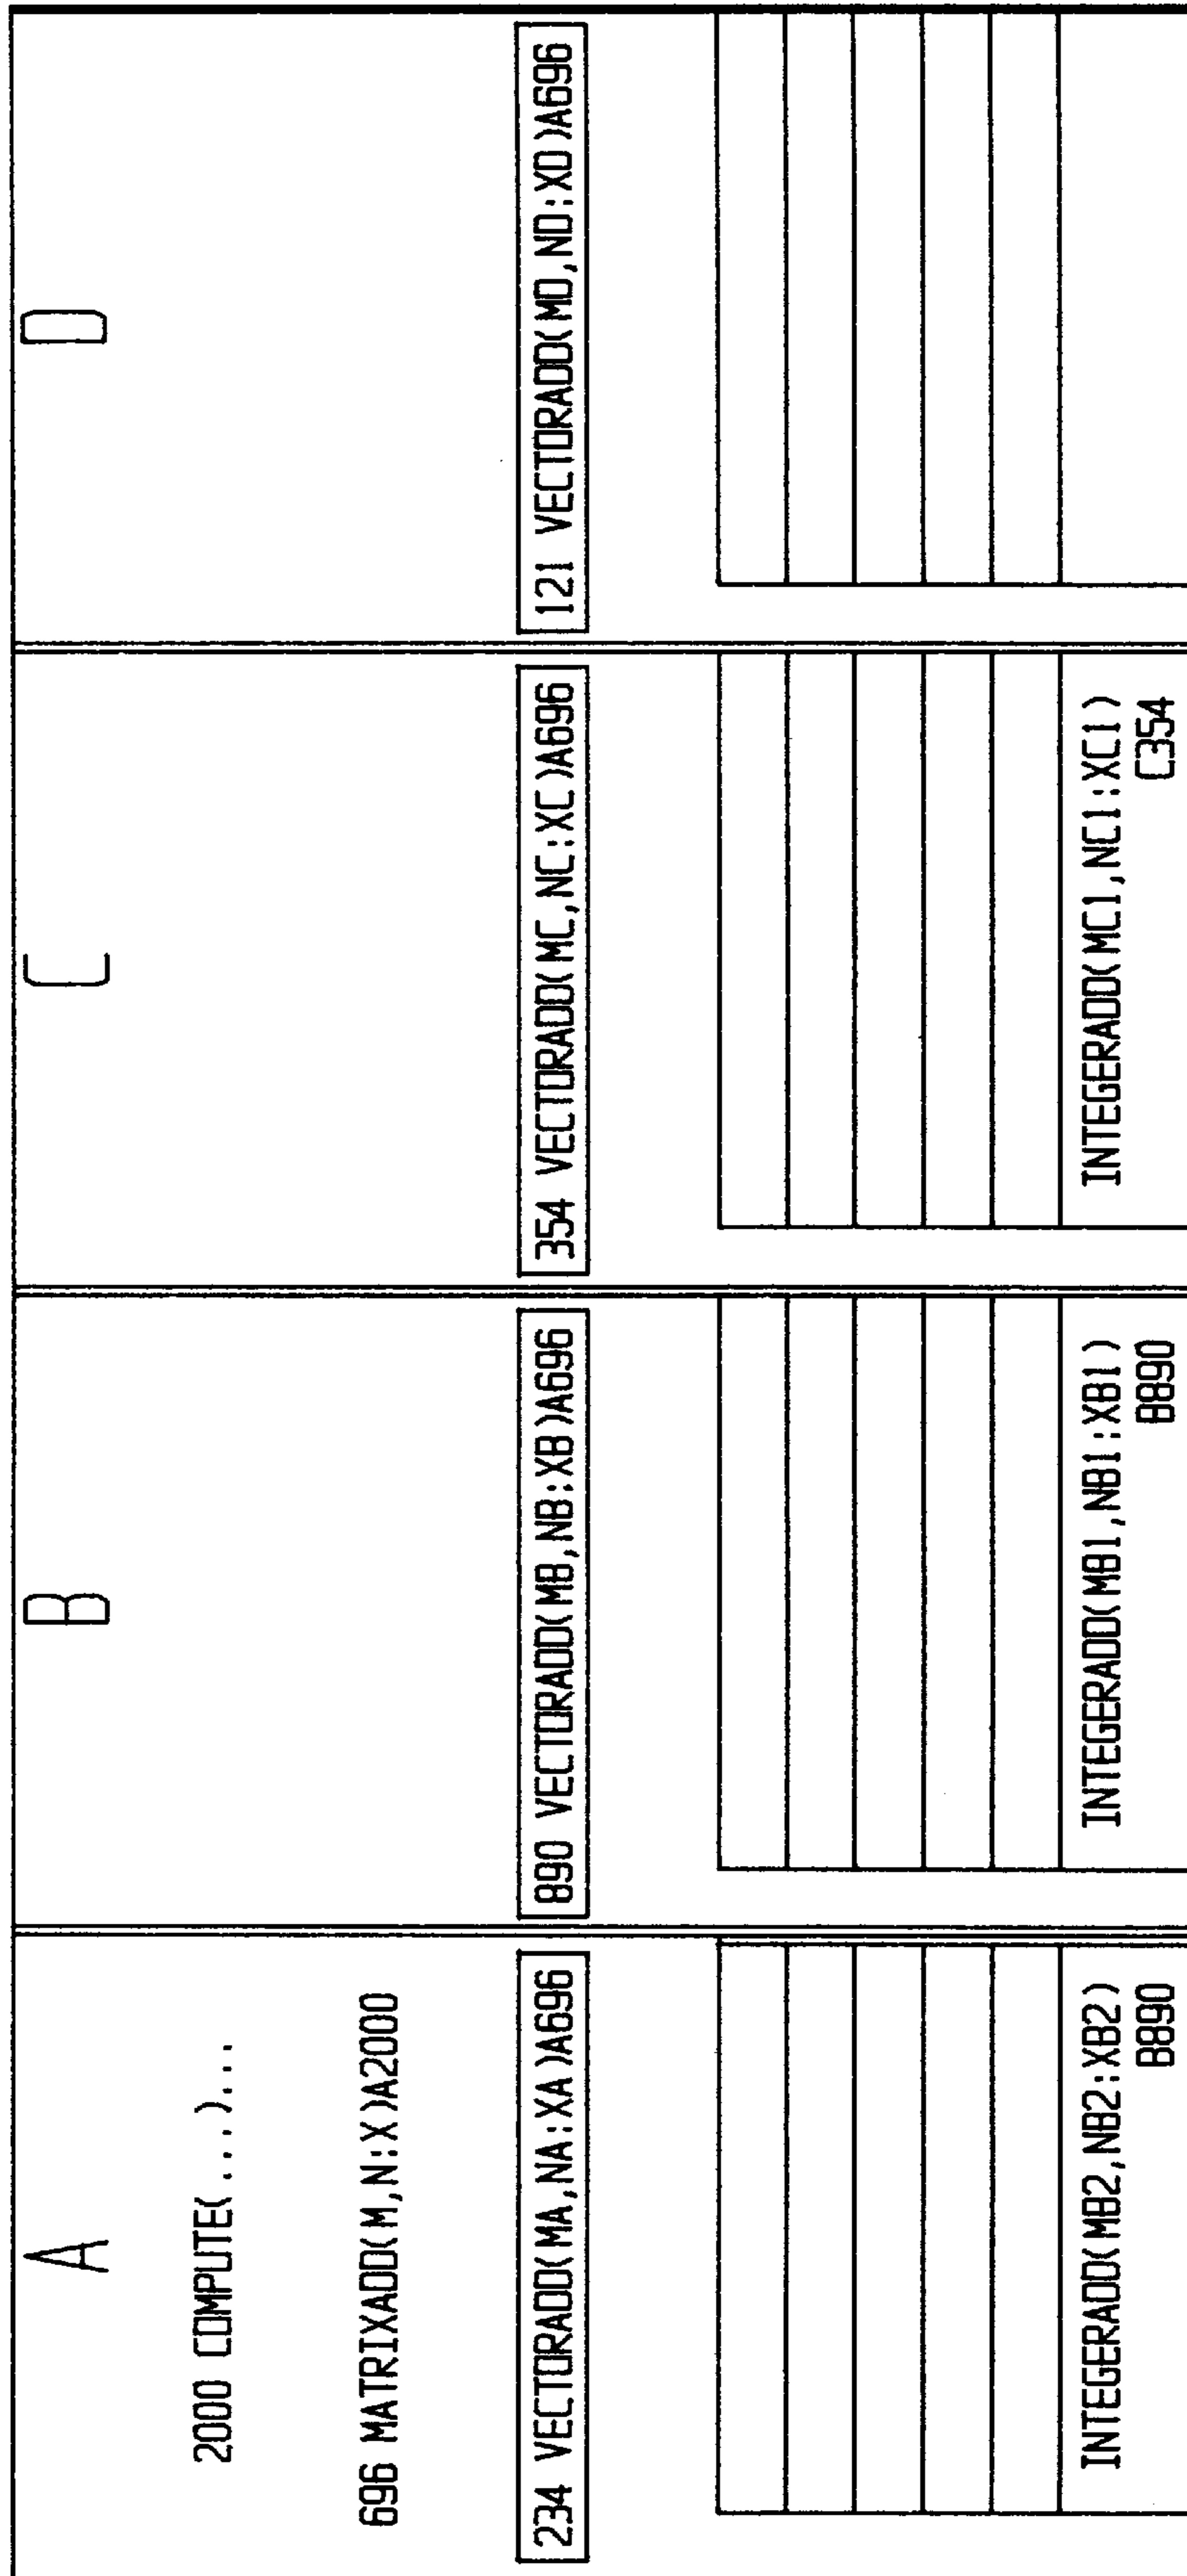 A
2000 COMPUTE(...)...
696 MATRIXADD(M,N:X)A2000
234 VECTORADD(MA,NA:XA)A696
INTEGERADD(MB2,NB2:XB2)
B890
B
890 VECTORADD(MB,NB:XB)A696
INTEGERADD(MB1,NB1:XB1)
B890
C
354 VECTORADD(MC,NC:XC)A696
INTEGERADD(MC1,NC1:XC1)
C354
D
121 VECTORADD(MD,ND:XD)A696